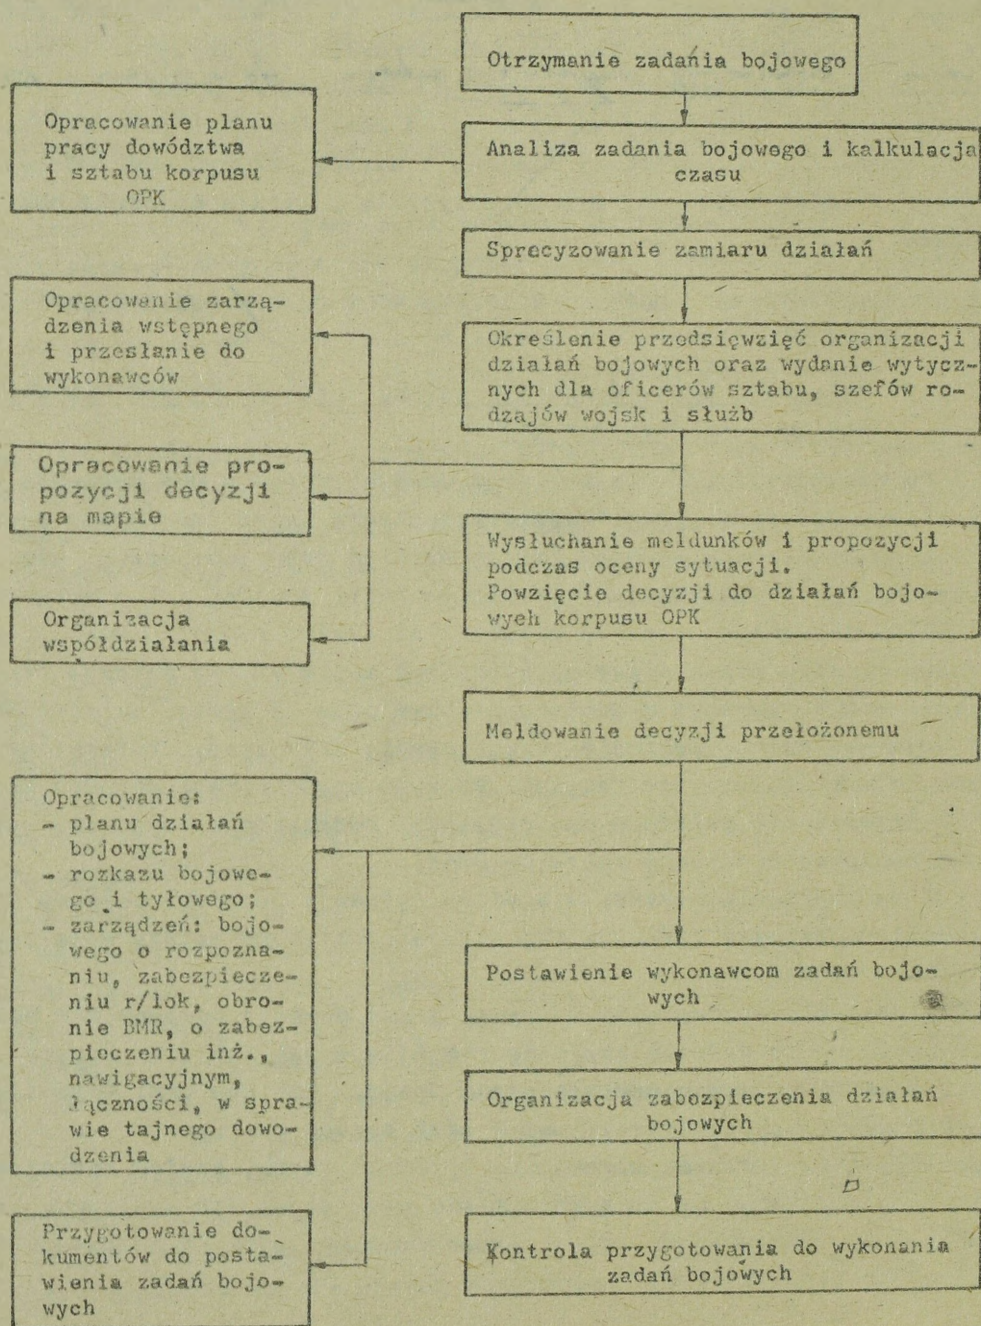 Otrzymanie zadania bojowego
Opracowanie planu
pracy dowództwa
i sztabu korpusu
OPK
Analiza zadania bojowego i kalkulacja
czasu
Sprecyzowanie zamiaru działań
Opracowanie zarzą-
dzenia wstępnego
i przesłanie do
wykonawców
Określenie przedsięwzięć organizacji
działań bojowych oraz wydanie wytycz-
nych dla oficerów sztabu, szefów ro-
dzajów wojsk i służb
Opracowanie pro-
pozycji decyzji
na mapie
Wysłuchanie meldunków i propozycji
podczas oceny sytuacji.
Powzięcie decyzji do działań bojo-
wyeh korpusu OPK
Organizacja
współdziałania
Meldowanie decyzji przełożonemu
Opracowanie:
- planu działań
bojowych;
- rozkazu bojowe-
go i tyłowego;
- zarządzeń: bojo-
wego o rozpozna-
niu, zabezpiecze-
niu r/lok, obro-
nie BMR, o zabez-
pieczeniu inż.,
nawigacyjnym,
łączności, w spra-
wie tajnego dowo-
dzenia
Postawienie wykonawcom zadań bojo-
wych
Organizacja zabezpieczenia działań
bojowych
Przygotowanie do-
kumentów do posta-
wienia zadań bojo-
wych
Kontrola przygotowania do wykonania
zadań bojowych